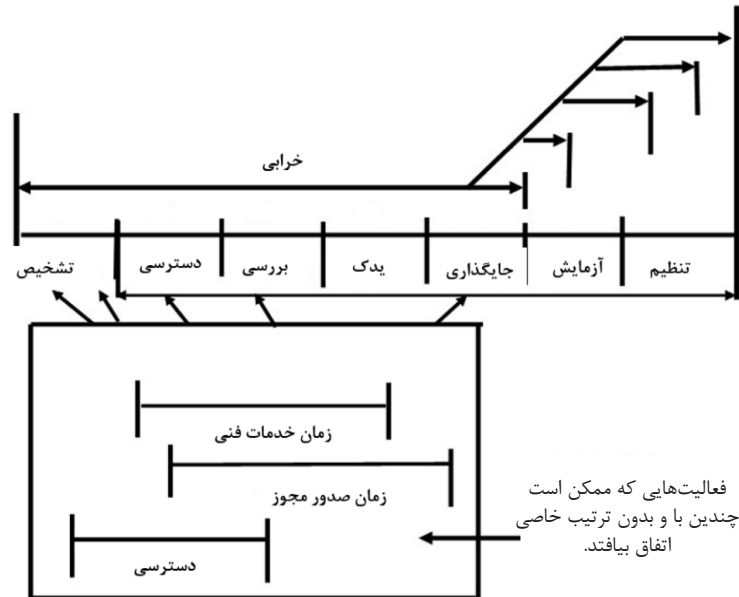 خرابی
تشخیص
دسترسی
بررسی
یدک
جایگذاری
آزمایش
تنظیم
زمان خدمات فنی
زمان صدور مجوز
دسترسی
فعالیت‌هایی که ممکن است
چندین با و بدون ترتیب خاصی
اتفاق بیافتد.